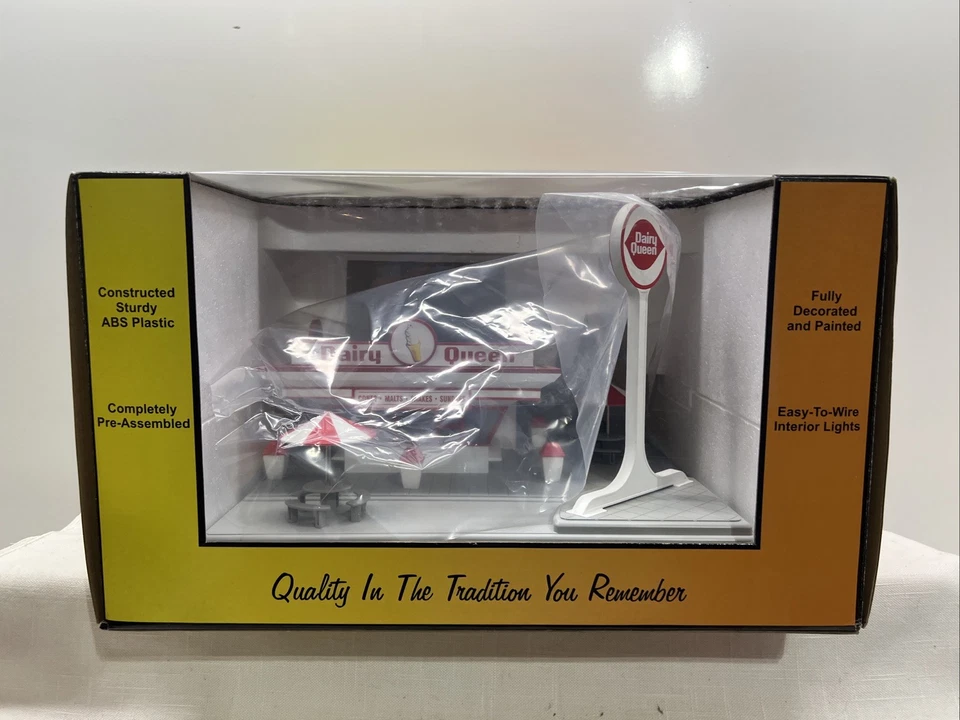 Constructed
Sturdy
ABS Plastic
Completely
Pre-Assembled
Dairy
Queen
Dairy Queen
MALTS
Fully
Decorated
and Painted
Easy-To-Wire
Interior Lights
Quality In The Tradition You Remember